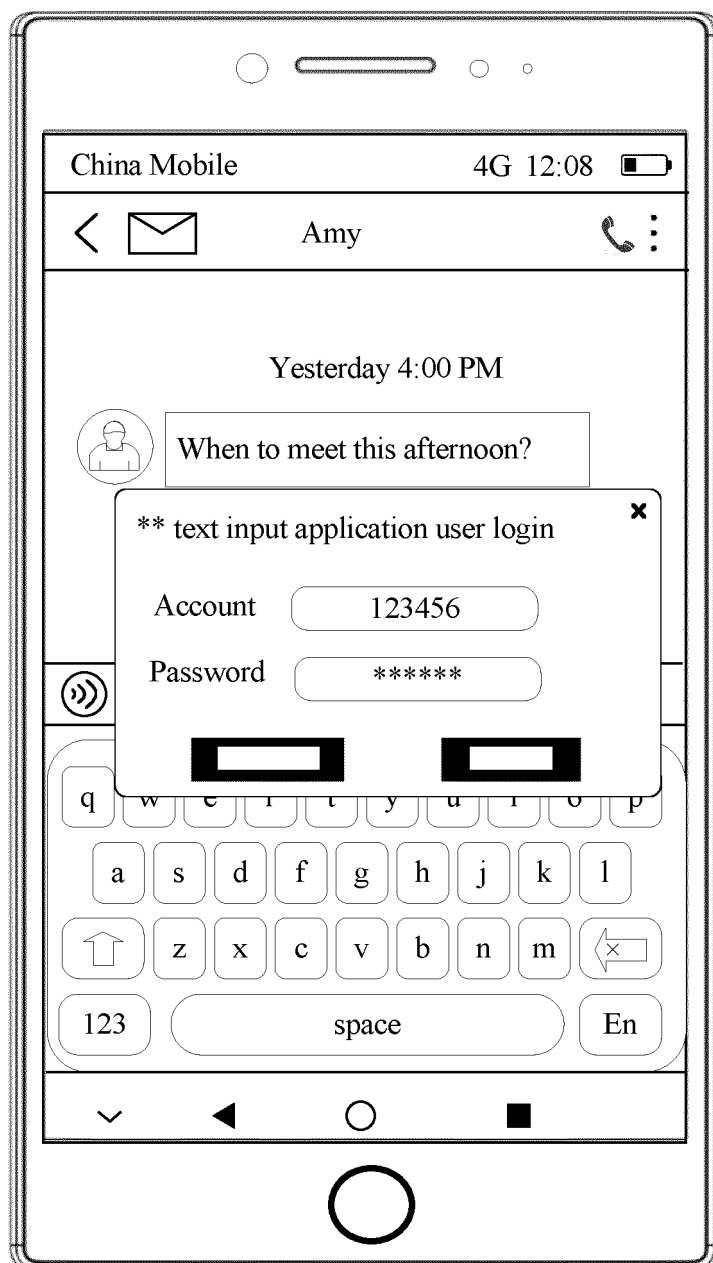 China Mobile 4G 12:08
Amy
Yesterday 4:00 PM
When to meet this afternoon?
** text input application user login
Account 123456
Password ******
q w e r t y u i o p
a s d f g h j k l
z x c v b n m
123 space En